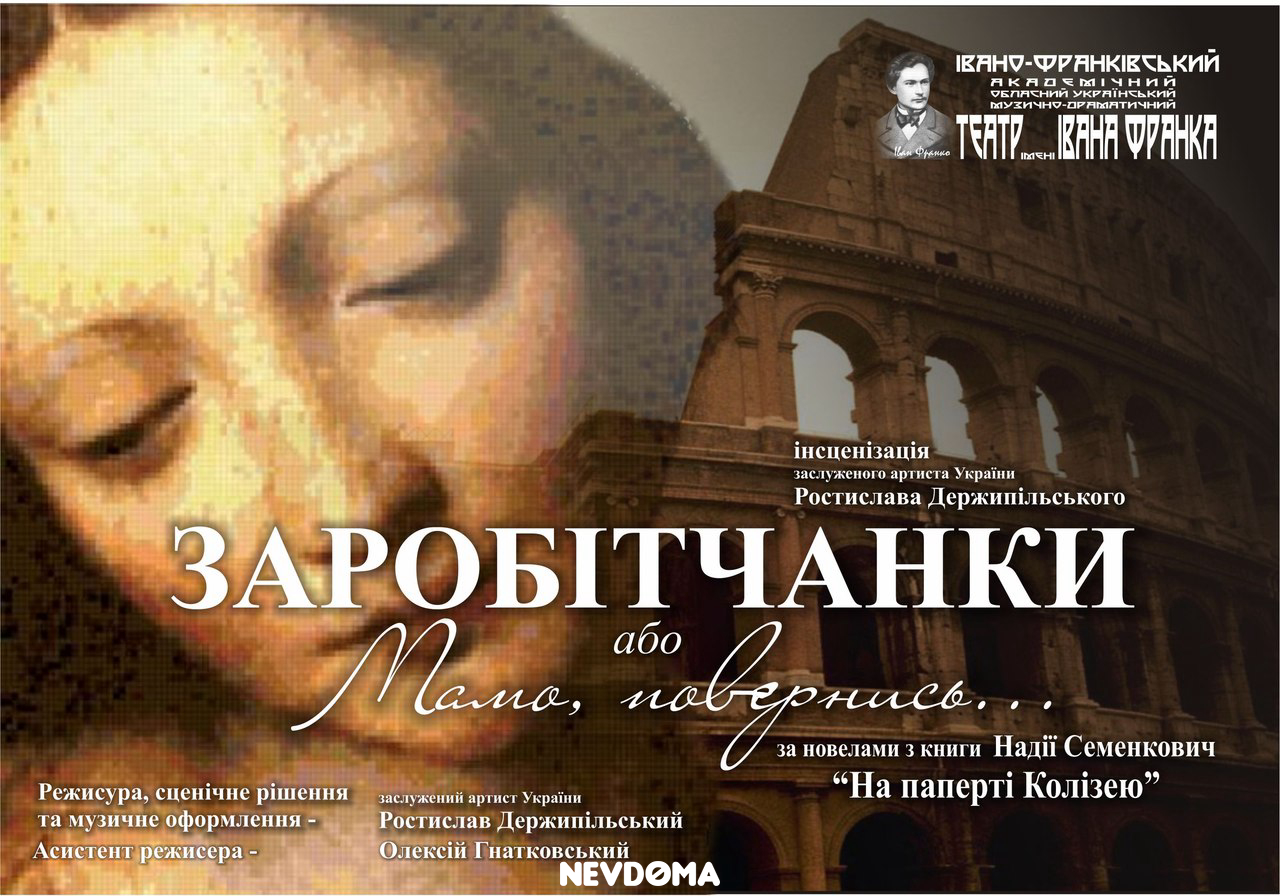 ІВАНО-ФРАНКІВСЬКИЙ
АКАДЕМІЧНИЙ
ОБЛАСНИЙ УКРАЇНСЬКИЙ
МУЗИЧНО-ДРАМАТИЧНИЙ
ТЕАТР ІМЕНІ ІВАНА ФРАНКА
Іван Франко
інсценізація
заслуженого артиста України
Ростислава Держипільського
ЗАРОБІТЧАНКИ
або
Мамо, повернись...
за новелами з книги Надії Семенкович
“На паперті Колізею”
Режисура, сценічне рішення
та музичне оформлення -
заслужений артист України
Ростислав Держипільський
Асистент режисера -
Олексій Гнатковський
NEVDOMA